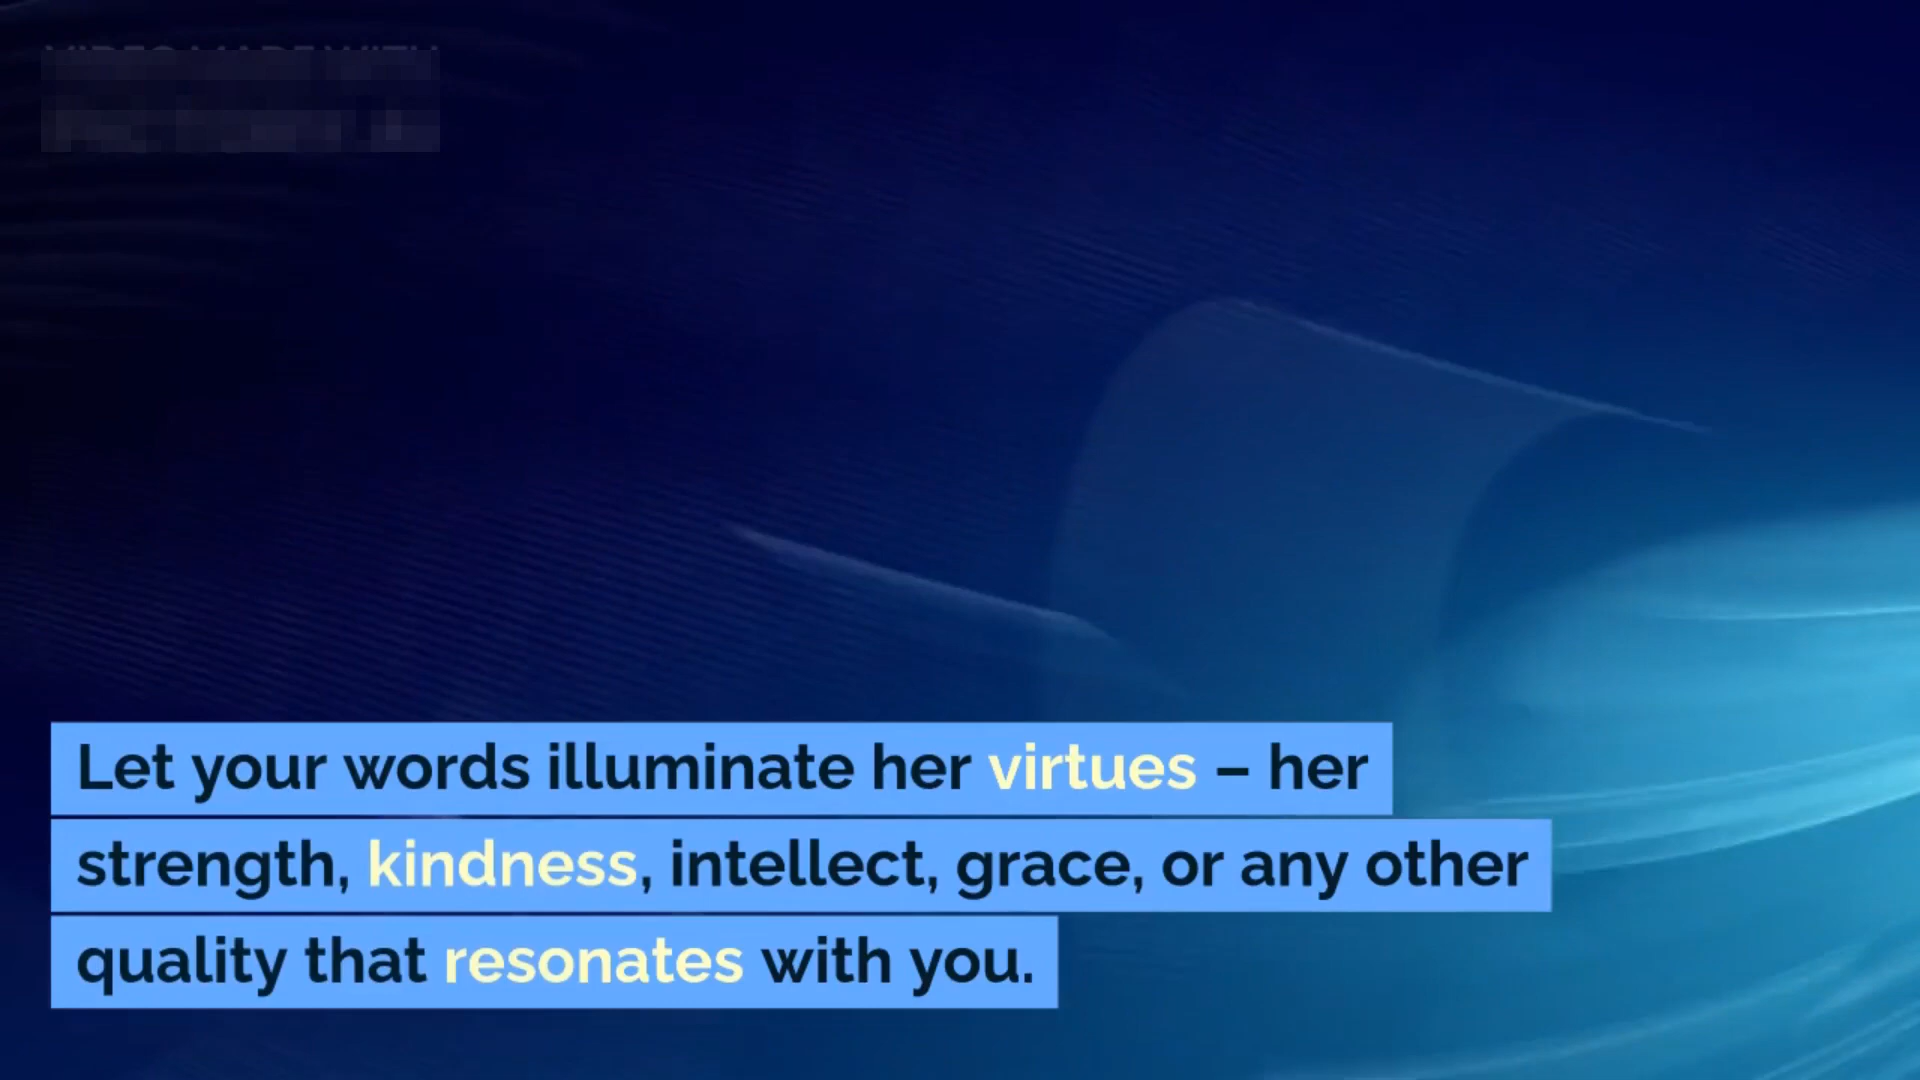 Let your words illuminate her virtues – her
strength, kindness, intellect, grace, or any other
quality that resonates with you.